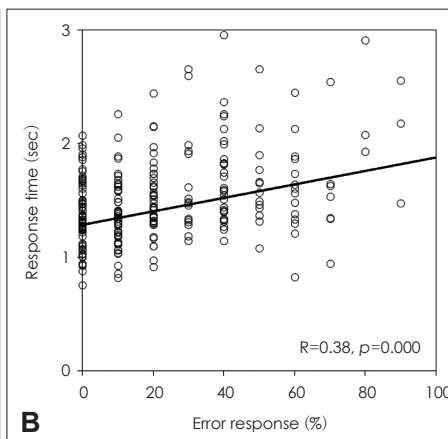 3
2
1
0
Response time (sec)
R=0.38, p=0.000
0 20 40 60 80 100
B
Error response (%)